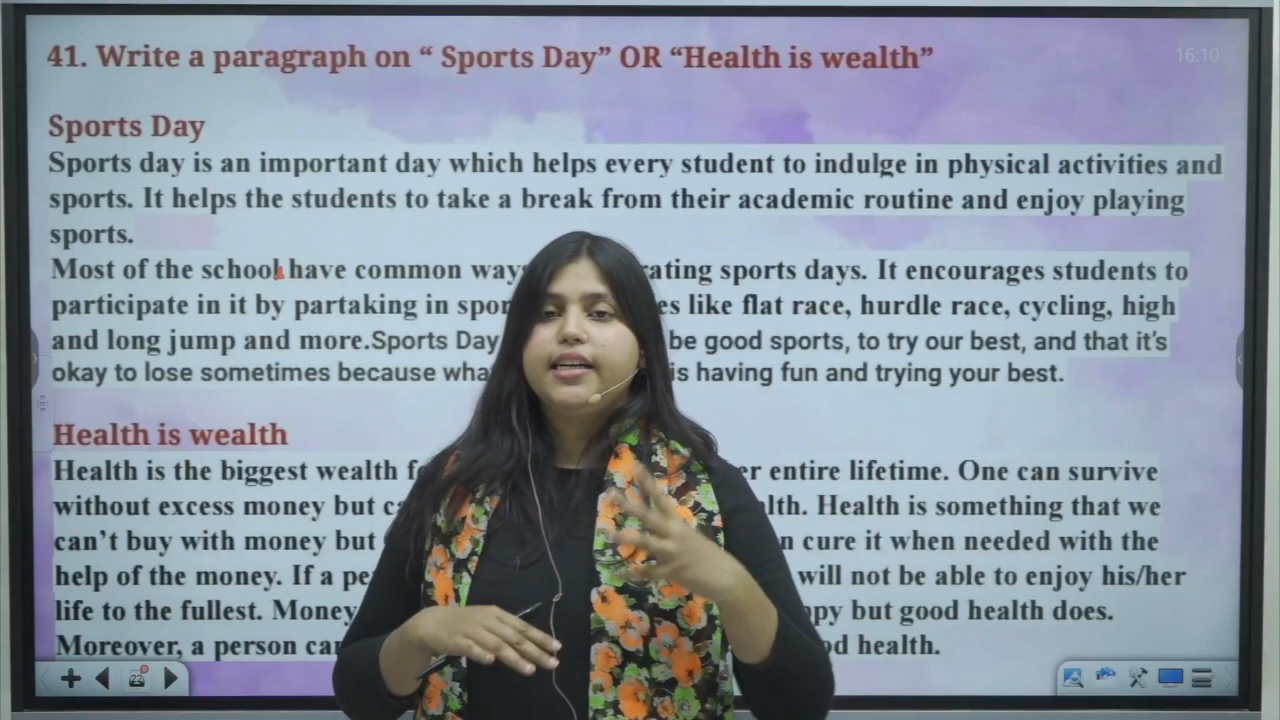 41. Write a paragraph on “ Sports Day” OR “Health is wealth”
16:10
Sports Day
Sports day is an important day which helps every student to indulge in physical activities and
sports. It helps the students to take a break from their academic routine and enjoy playing
sports.
Most of the school have common ways rating sports days. It encourages students to
participate in it by partaking in spor es like flat race, hurdle race, cycling, high
and long jump and more.Sports Day be good sports, to try our best, and that it's
okay to lose sometimes because wha is having fun and trying your best.
Health is wealth
Health is the biggest wealth er entire lifetime. One can survive
without excess money but lth. Health is something that we
can’t buy with money but n cure it when needed with the
help of the money. If a pe will not be able to enjoy his/her
life to the fullest. Money ppy but good health does.
Moreover, a person can od health.
23